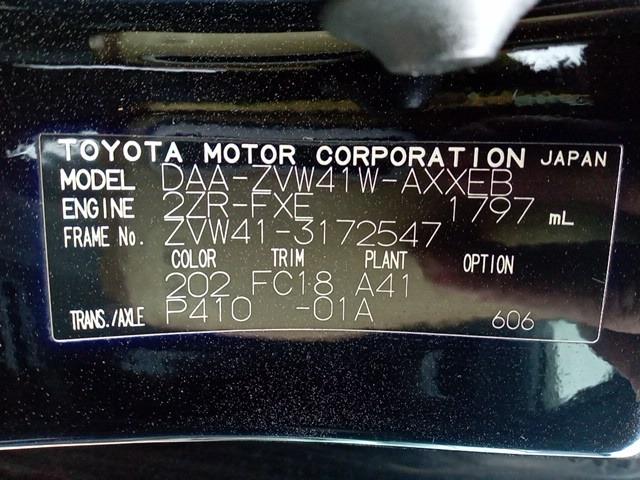 TOYOTA MOTOR CORPORATION JAPAN
MODEL DAA-ZVW41W-AXXEB
ENGINE 2ZR-FXE 1797 mL
FRAME No. ZVW41-3172547
COLOR TRIM PLANT OPTION
202 FC18 A41
TRANS./AXLE P410 -01A 606